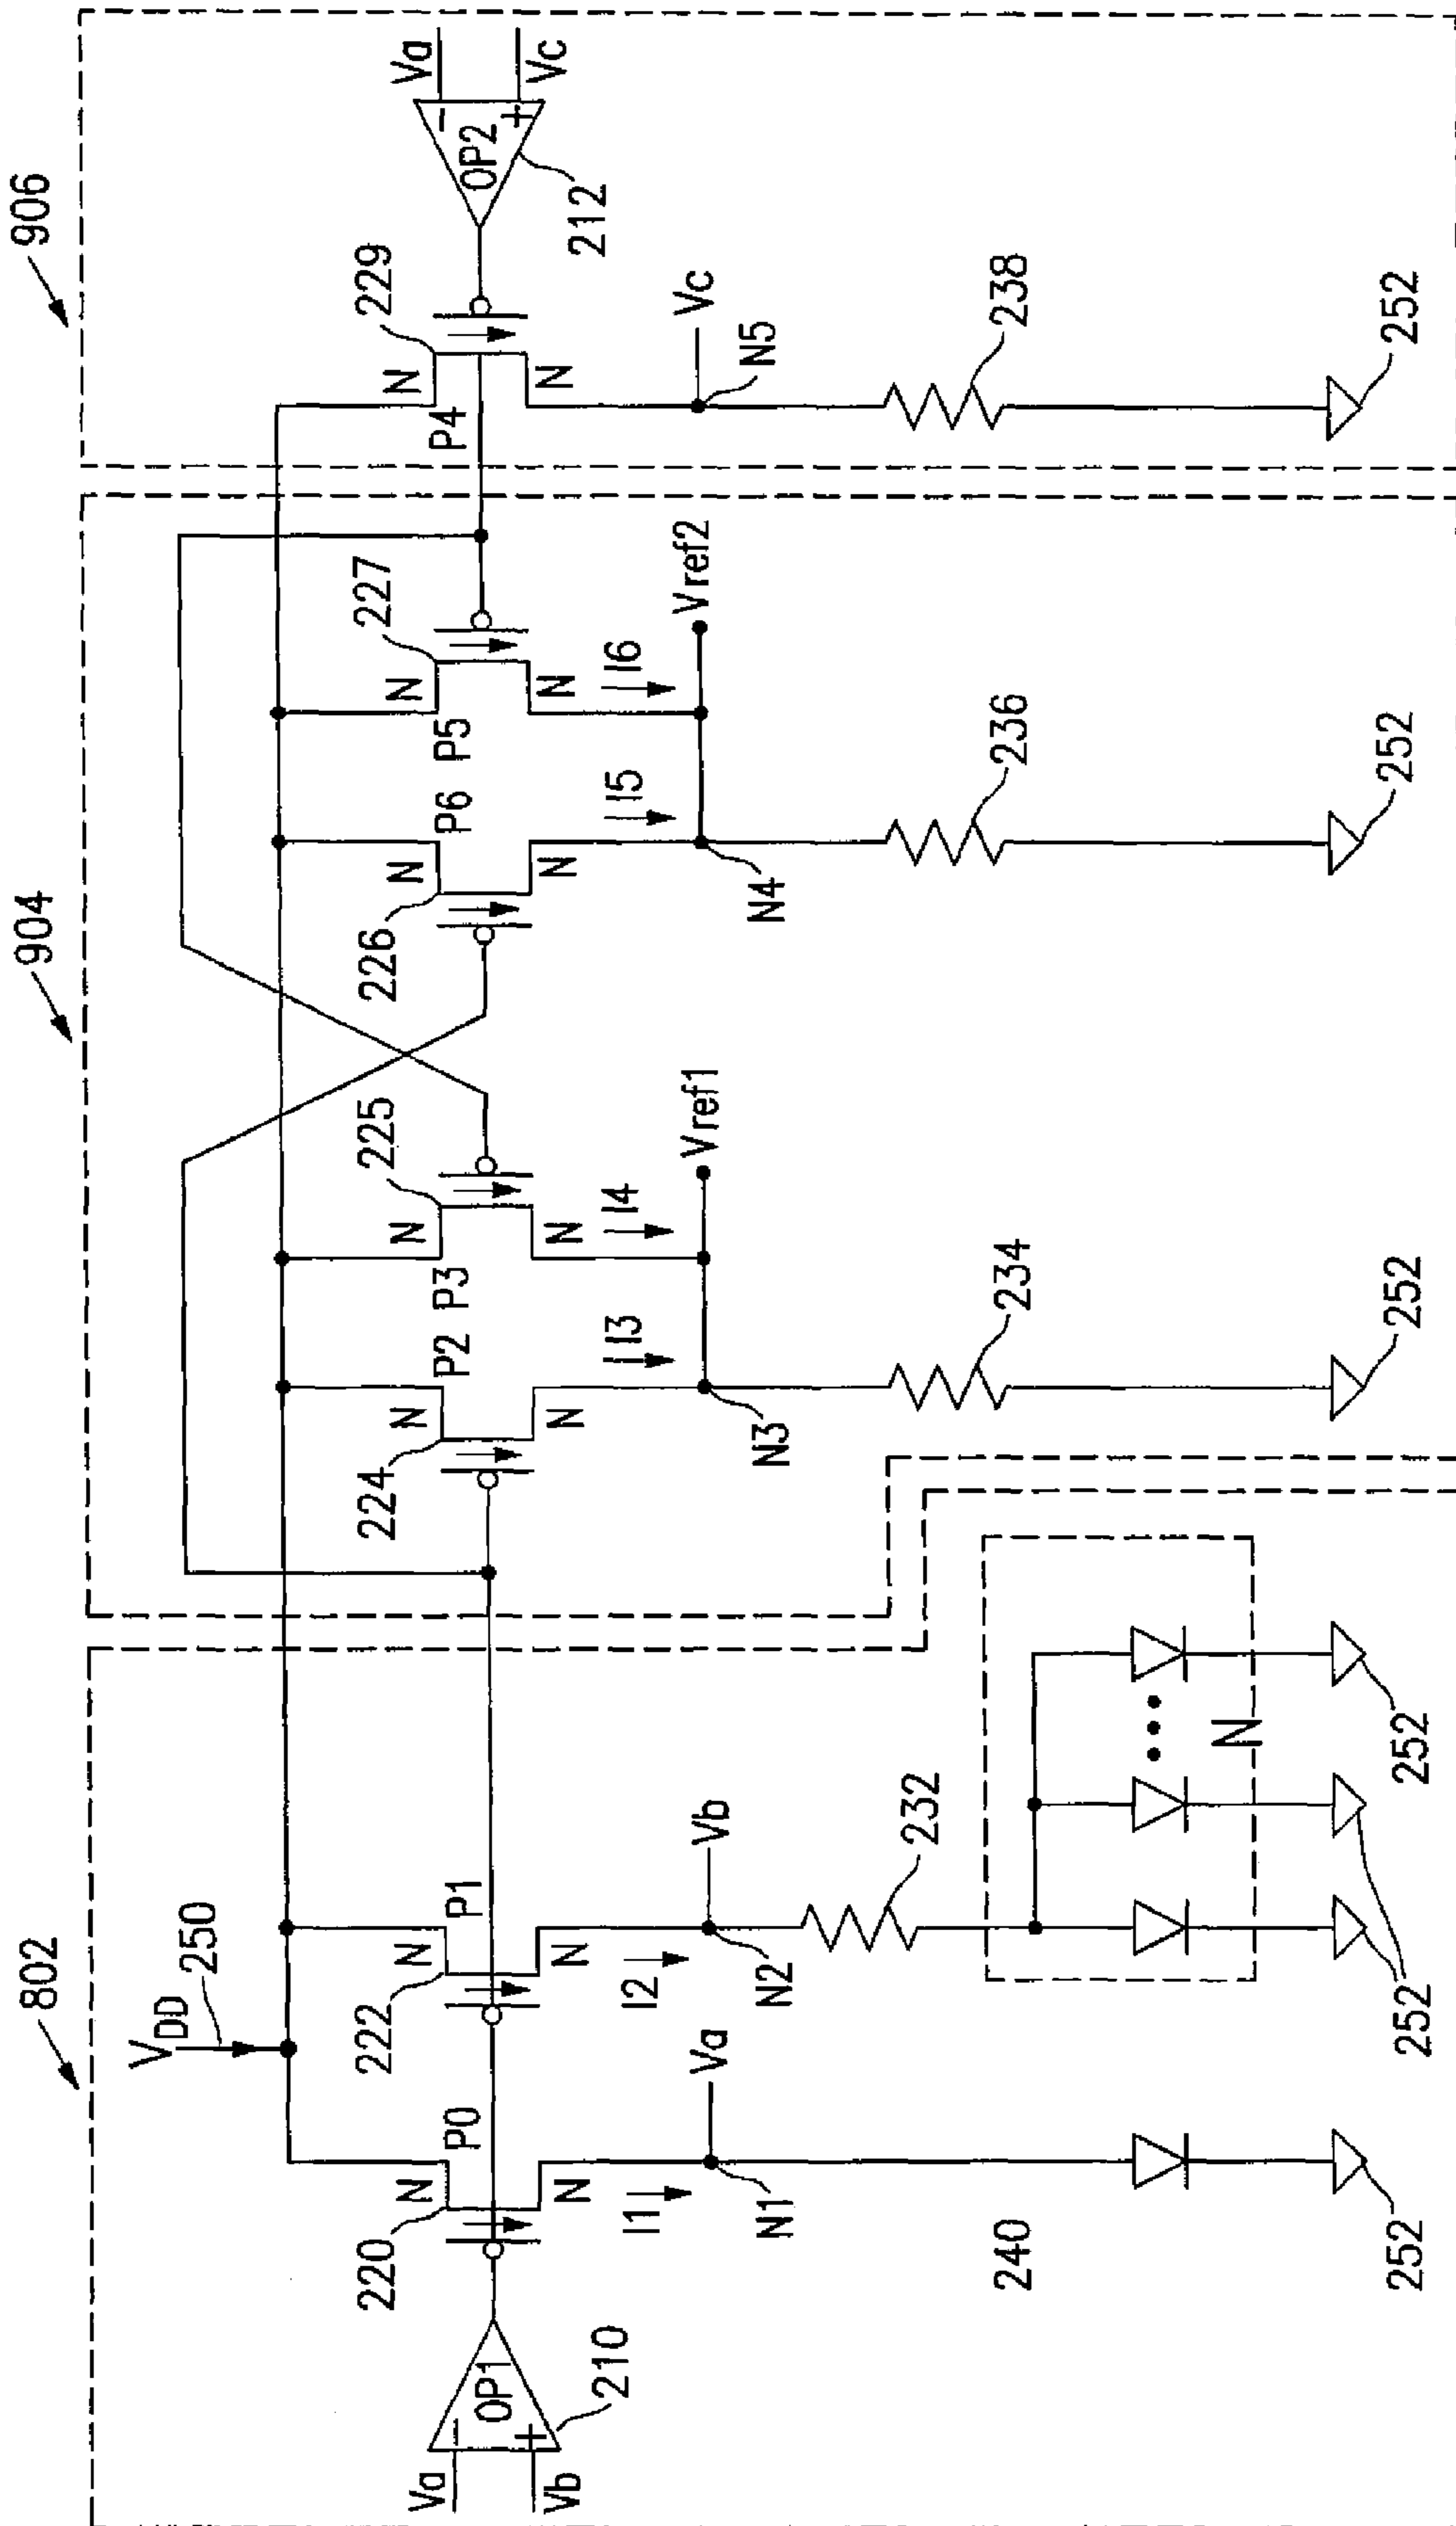 802
904
906
VDD
250
Va
Vb
OP1
-
+
210
220
N
P0
N
222
N
P1
N
224
N
P2
N
225
N
P3
N
226
N
P6
N
227
N
P5
N
229
N
P4
N
OP2
-
+
Va
Vc
212
I1
I2
I3
I4
I5
I6
N1
Va
N2
Vb
N3
Vref1
N4
Vref2
N5
Vc
232
234
236
238
240
N
252
252
252
252
252
252